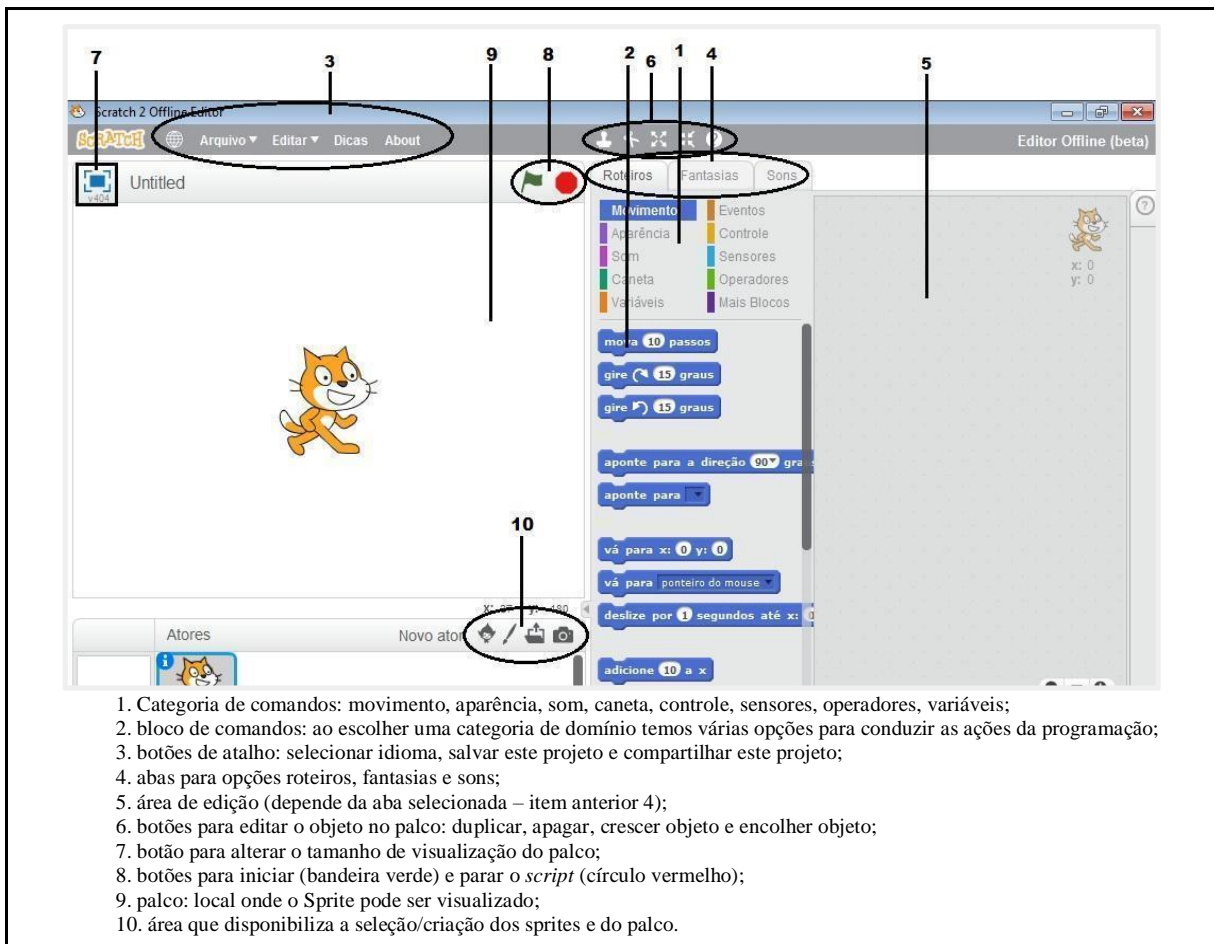 7 3 9 8 2 6 1 4 5
Scratch 2 Offline Editor
SCRATCH Arquivo Editar Dicas About Editor Offline (beta)
v404 Untitled
Roteiros Fantasias Sons
Movimento Eventos
Aparência Controle
Som Sensores
Caneta Operadores
Variáveis Mais Blocos
x: 0
y: 0
mova 10 passos
gire 15 graus
gire 15 graus
aponte para a direção 90
aponte para
vá para x: 0 y: 0
vá para ponteiro do mouse
deslize por 1 segundos até x:
adicione 10 a x
10
Atores Novo ator
1. Categoria de comandos: movimento, aparência, som, caneta, controle, sensores, operadores, variáveis;
2. bloco de comandos: ao escolher uma categoria de domínio temos várias opções para conduzir as ações da programação;
3. botões de atalho: selecionar idioma, salvar este projeto e compartilhar este projeto;
4. abas para opções roteiros, fantasias e sons;
5. área de edição (depende da aba selecionada – item anterior 4);
6. botões para editar o objeto no palco: duplicar, apagar, crescer objeto e encolher objeto;
7. botão para alterar o tamanho de visualização do palco;
8. botões para iniciar (bandeira verde) e parar o script (círculo vermelho);
9. palco: local onde o Sprite pode ser visualizado;
10. área que disponibiliza a seleção/criação dos sprites e do palco.